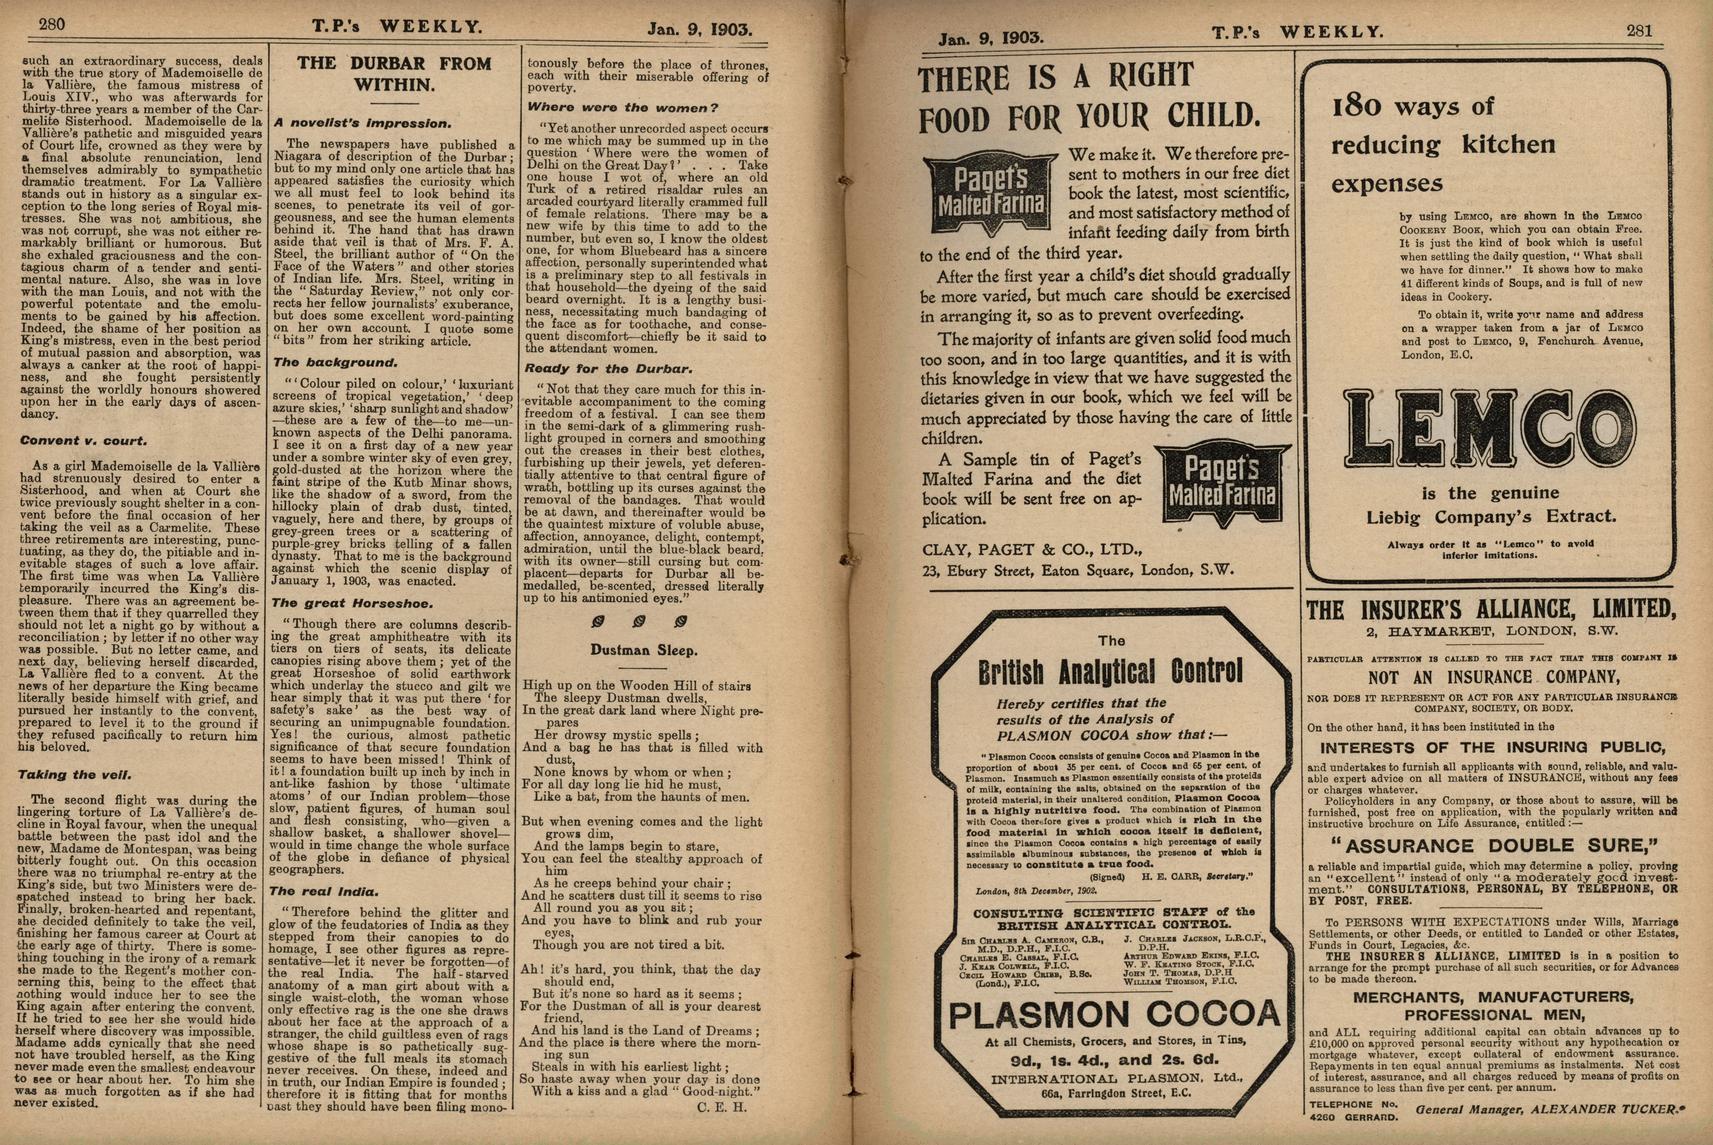 280
T.P.'s WEEKLY.
Jan. 9, 1903.
such an extraordinary success, deals
with the true story of Mademoiselle de
la Vallière, the famous mistress of
Louis XIV., who was afterwards for
thirty-three years a member of the Car-
melite Sisterhood. Mademoiselle de la
Vallière's pathetic and misguided years
of Court life, crowned as they were by
a final absolute renunciation, lend
themselves admirably to sympathetic
dramatic treatment. For La Vallière
stands out in history as a singular ex-
ception to the long series of Royal mis-
tresses. She was not ambitious, she
was not corrupt, she was not either re-
markably brilliant or humorous. But
she exhaled graciousness and the con-
tagious charm of a tender and senti-
mental nature. Also, she was in love
with the man Louis, and not with the
powerful potentate and the emolu-
ments to be gained by his affection.
Indeed, the shame of her position as
King's mistress, even in the best period
of mutual passion and absorption, was
always a canker at the root of happi-
ness, and she fought persistently
against the worldly honours showered
upon her in the early days of ascen-
dancy.
Convent v. court.
As a girl Mademoiselle de la Vallière
had strenuously desired to enter a
Sisterhood, and when at Court she
twice previously sought shelter in a con-
vent before the final occasion of her
taking the veil as a Carmelite. These
three retirements are interesting, punc-
tuating, as they do, the pitiable and in-
evitable stages of such a love affair.
The first time was when La Vallière
temporarily incurred the King's dis-
pleasure. There was an agreement be-
tween them that if they quarrelled they
should not let a night go by without a
reconciliation; by letter if no other way
was possible. But no letter came, and
next day, believing herself discarded,
La Vallière fled to a convent. At the
news of her departure the King became
literally beside himself with grief, and
pursued her instantly to the convent,
prepared to level it to the ground if
they refused pacifically to return him
his beloved.
Taking the veil.
The second flight was during the
lingering torture of La Vallière's de-
cline in Royal favour, when the unequal
battle between the past idol and the
new, Madame de Montespan, was being
bitterly fought out. On this occasion
there was no triumphal re-entry at the
King's side, but two Ministers were de-
spatched instead to bring her back.
Finally, broken-hearted and repentant,
she decided definitely to take the veil,
finishing her famous career at Court at
the early age of thirty. There is some-
thing touching in the irony of a remark
she made to the Regent's mother con-
cerning this, being to the effect that
nothing would induce her to see the
King again after entering the convent.
If he tried to see her she would hide
herself where discovery was impossible.
Madame adds cynically that she need
not have troubled herself, as the King
never made even the smallest endeavour
to see or hear about her. To him she
was as much forgotten as if she had
never existed.
THE DURBAR FROM
WITHIN.
A novelist's impression.
The newspapers have published a
Niagara of description of the Durbar;
but to my mind only one article that has
appeared satisfies the curiosity which
we all must feel to look behind its
scenes, to penetrate its veil of gor-
geousness, and see the human elements
behind it. The hand that has drawn
aside that veil is that of Mrs. F. A.
Steel, the brilliant author of "On the
Face of the Waters" and other stories
of Indian life. Mrs. Steel, writing in
the "Saturday Review," not only cor-
rects her fellow journalists' exuberance,
but does some excellent word-painting
on her own account. I quote some
"bits" from her striking article.
The background.
"'Colour piled on colour,' 'luxuriant
screens of tropical vegetation,' 'deep
azure skies,' 'sharp sunlight and shadow'
—these are a few of the—to me—un-
known aspects of the Delhi panorama.
I see it on a first day of a new year
under a sombre winter sky of even grey,
gold-dusted at the horizon where the
faint stripe of the Kutb Minar shows,
like the shadow of a sword, from the
hillocky plain of drab dust, tinted,
vaguely, here and there, by groups of
grey-green trees or a scattering of
purple-grey bricks telling of a fallen
dynasty. That to me is the background
against which the scenic display of
January 1, 1903, was enacted.
The great Horseshoe.
"Though there are columns describ-
ing the great amphitheatre with its
tiers on tiers of seats, its delicate
canopies rising above them; yet of the
great Horseshoe of solid earthwork
which underlay the stucco and gilt we
hear simply that it was put there 'for
safety's sake' as the best way of
securing an unimpugnable foundation.
Yes! the curious, almost pathetic
significance of that secure foundation
seems to have been missed! Think of
it! a foundation built up inch by inch in
ant-like fashion by those 'ultimate
atoms' of our Indian problem—those
slow, patient figures, of human soul
and flesh consisting, who—given a
shallow basket, a shallower shovel—
would in time change the whole surface
of the globe in defiance of physical
geographers.
The real India.
"Therefore behind the glitter and
glow of the feudatories of India as they
stepped from their canopies to do
homage, I see other figures as repre-
sentative—let it never be forgotten—of
the real India. The half-starved
anatomy of a man girt about with a
single waist-cloth, the woman whose
only effective rag is the one she draws
about her face at the approach of a
stranger, the child guiltless even of rags
whose shape is so pathetically sug-
gestive of the full meals its stomach
never receives. On these, indeed and
in truth, our Indian Empire is founded;
therefore it is fitting that for months
past they should have been filing mono-
tonously before the place of thrones,
each with their miserable offering of
poverty.
Where were the women?
"Yet another unrecorded aspect occurs
to me which may be summed up in the
question 'Where were the women of
Delhi on the Great Day?' . . . Take
one house I wot of, where an old
Turk of a retired risaldar rules an
arcaded courtyard literally crammed full
of female relations. There may be a
new wife by this time to add to the
number, but even so, I know the oldest
one, for whom Bluebeard has a sincere
affection, personally superintended what
is a preliminary step to all festivals in
that household—the dyeing of the said
beard overnight. It is a lengthy busi-
ness, necessitating much bandaging of
the face as for toothache, and conse-
quent discomfort—chiefly be it said to
the attendant women.
Ready for the Durbar.
"Not that they care much for this in-
evitable accompaniment to the coming
freedom of a festival. I can see them
in the semi-dark of a glimmering rush-
light grouped in corners and smoothing
out the creases in their best clothes,
furbishing up their jewels, yet deferen-
tially attentive to that central figure of
wrath, bottling up its curses against the
removal of the bandages. That would
be at dawn, and thereinafter would be
the quaintest mixture of voluble abuse,
affection, annoyance, delight, contempt,
admiration, until the blue-black beard,
with its owner—still cursing but com-
placent—departs for Durbar all be-
medalled, be-scented, dressed literally
up to his antimonied eyes."
Dustman Sleep.
High up on the Wooden Hill of stairs
The sleepy Dustman dwells,
In the great dark land where Night pre-
pares
Her drowsy mystic spells;
And a bag he has that is filled with
dust,
None knows by whom or when;
For all day long lie hid he must,
Like a bat, from the haunts of men.
But when evening comes and the light
grows dim,
And the lamps begin to stare,
You can feel the stealthy approach of
him
As he creeps behind your chair;
And he scatters dust till it seems to rise
All round you as you sit;
And you have to blink and rub your
eyes,
Though you are not tired a bit.
Ah! it's hard, you think, that the day
should end,
But it's none so hard as it seems;
For the Dustman of all is your dearest
friend,
And his land is the Land of Dreams;
And the place is there where the morn-
ing sun
Steals in with his earliest light;
So haste away when your day is done
With a kiss and a glad "Good-night."
C. E. H.
Jan. 9, 1903.
T.P.'s WEEKLY.
281
THERE IS A RIGHT
FOOD FOR YOUR CHILD.
Paget's
Malted Farina
We make it. We therefore pre-
sent to mothers in our free diet
book the latest, most scientific,
and most satisfactory method of
infant feeding daily from birth
to the end of the third year.
After the first year a child's diet should gradually
be more varied, but much care should be exercised
in arranging it, so as to prevent overfeeding.
The majority of infants are given solid food much
too soon, and in too large quantities, and it is with
this knowledge in view that we have suggested the
dietaries given in our book, which we feel will be
much appreciated by those having the care of little
children.
A Sample tin of Paget's
Malted Farina and the diet
book will be sent free on ap-
plication.
Paget's
Malted Farina
CLAY, PAGET & CO., LTD.,
23, Ebury Street, Eaton Square, London, S.W.
The
British Analytical Control
Hereby certifies that the
results of the Analysis of
PLASMON COCOA show that:—
"Plasmon Cocoa consists of genuine Cocoa and Plasmon in the
proportion of about 35 per cent. of Cocoa and 65 per cent. of
Plasmon. Inasmuch as Plasmon essentially consists of the proteids
of milk, containing the salts, obtained on the separation of the
proteid material, in their unaltered condition, Plasmon Cocoa
is a highly nutritive food. The combination of Plasmon
with Cocoa therefore gives a product which is rich in the
food material in which cocoa itself is deficient,
since the Plasmon Cocoa contains a high percentage of easily
assimilable albuminous substances, the presence of which is
necessary to constitute a true food.
(Signed) H. E. CARR, Secretary."
London, 8th December, 1902.
CONSULTING SCIENTIFIC STAFF of the
BRITISH ANALYTICAL CONTROL.
SIR CHARLES A. CAMERON, C.B.,
M.D., D.P.H., F.I.C.
CHARLES E. CASSAL, F.I.C.
J. KEAR COLWELL, F.I.C.
CECIL HOWARD CRIBB, B.Sc.
(Lond.), F.I.C.
J. CHARLES JACKSON, L.R.C.P.,
D.P.H.
ARTHUR EDWARD EKINS, F.I.C.
W. F. KEATING STOCK, F.I.C.
JOHN T. THOMAS, D.P.H
WILLIAM THOMSON, F.I.C.
PLASMON COCOA
At all Chemists, Grocers, and Stores, in Tins,
9d., 1s. 4d., and 2s. 6d.
INTERNATIONAL PLASMON, Ltd.,
66a, Farringdon Street, E.C.
180 ways of
reducing kitchen
expenses
by using LEMCO, are shown in the LEMCO
COOKERY BOOK, which you can obtain Free.
It is just the kind of book which is useful
when settling the daily question, "What shall
we have for dinner." It shows how to make
41 different kinds of Soups, and is full of new
ideas in Cookery.
To obtain it, write your name and address
on a wrapper taken from a jar of LEMCO
and post to LEMCO, 9, Fenchurch Avenue,
London, E.C.
LEMCO
is the genuine
Liebig Company's Extract.
Always order it as "Lemco" to avoid
inferior imitations.
THE INSURER'S ALLIANCE, LIMITED,
2, HAYMARKET, LONDON, S.W.
PARTICULAR ATTENTION IS CALLED TO THE FACT THAT THIS COMPANY IS
NOT AN INSURANCE COMPANY,
NOR DOES IT REPRESENT OR ACT FOR ANY PARTICULAR INSURANCE
COMPANY, SOCIETY, OR BODY.
On the other hand, it has been instituted in the
INTERESTS OF THE INSURING PUBLIC,
and undertakes to furnish all applicants with sound, reliable, and valu-
able expert advice on all matters of INSURANCE, without any fees
or charges whatever.
Policyholders in any Company, or those about to assure, will be
furnished, post free on application, with the popularly written and
instructive brochure on Life Assurance, entitled:—
"ASSURANCE DOUBLE SURE,"
a reliable and impartial guide, which may determine a policy, proving
an "excellent" instead of only "a moderately good invest-
ment." CONSULTATIONS, PERSONAL, BY TELEPHONE, OR
BY POST, FREE.
To PERSONS WITH EXPECTATIONS under Wills, Marriage
Settlements, or other Deeds, or entitled to Landed or other Estates,
Funds in Court, Legacies, &c.
THE INSURER'S ALLIANCE, LIMITED is in a position to
arrange for the prompt purchase of all such securities, or for Advances
to be made thereon.
MERCHANTS, MANUFACTURERS,
PROFESSIONAL MEN,
and ALL requiring additional capital can obtain advances up to
£10,000 on approved personal security without any hypothecation or
mortgage whatever, except collateral of endowment assurance.
Repayments in ten equal annual premiums as instalments. Net cost
of interest, assurance, and all charges reduced by means of profits on
assurance to less than five per cent. per annum.
TELEPHONE No.
4260 GERRARD.
General Manager, ALEXANDER TUCKER.